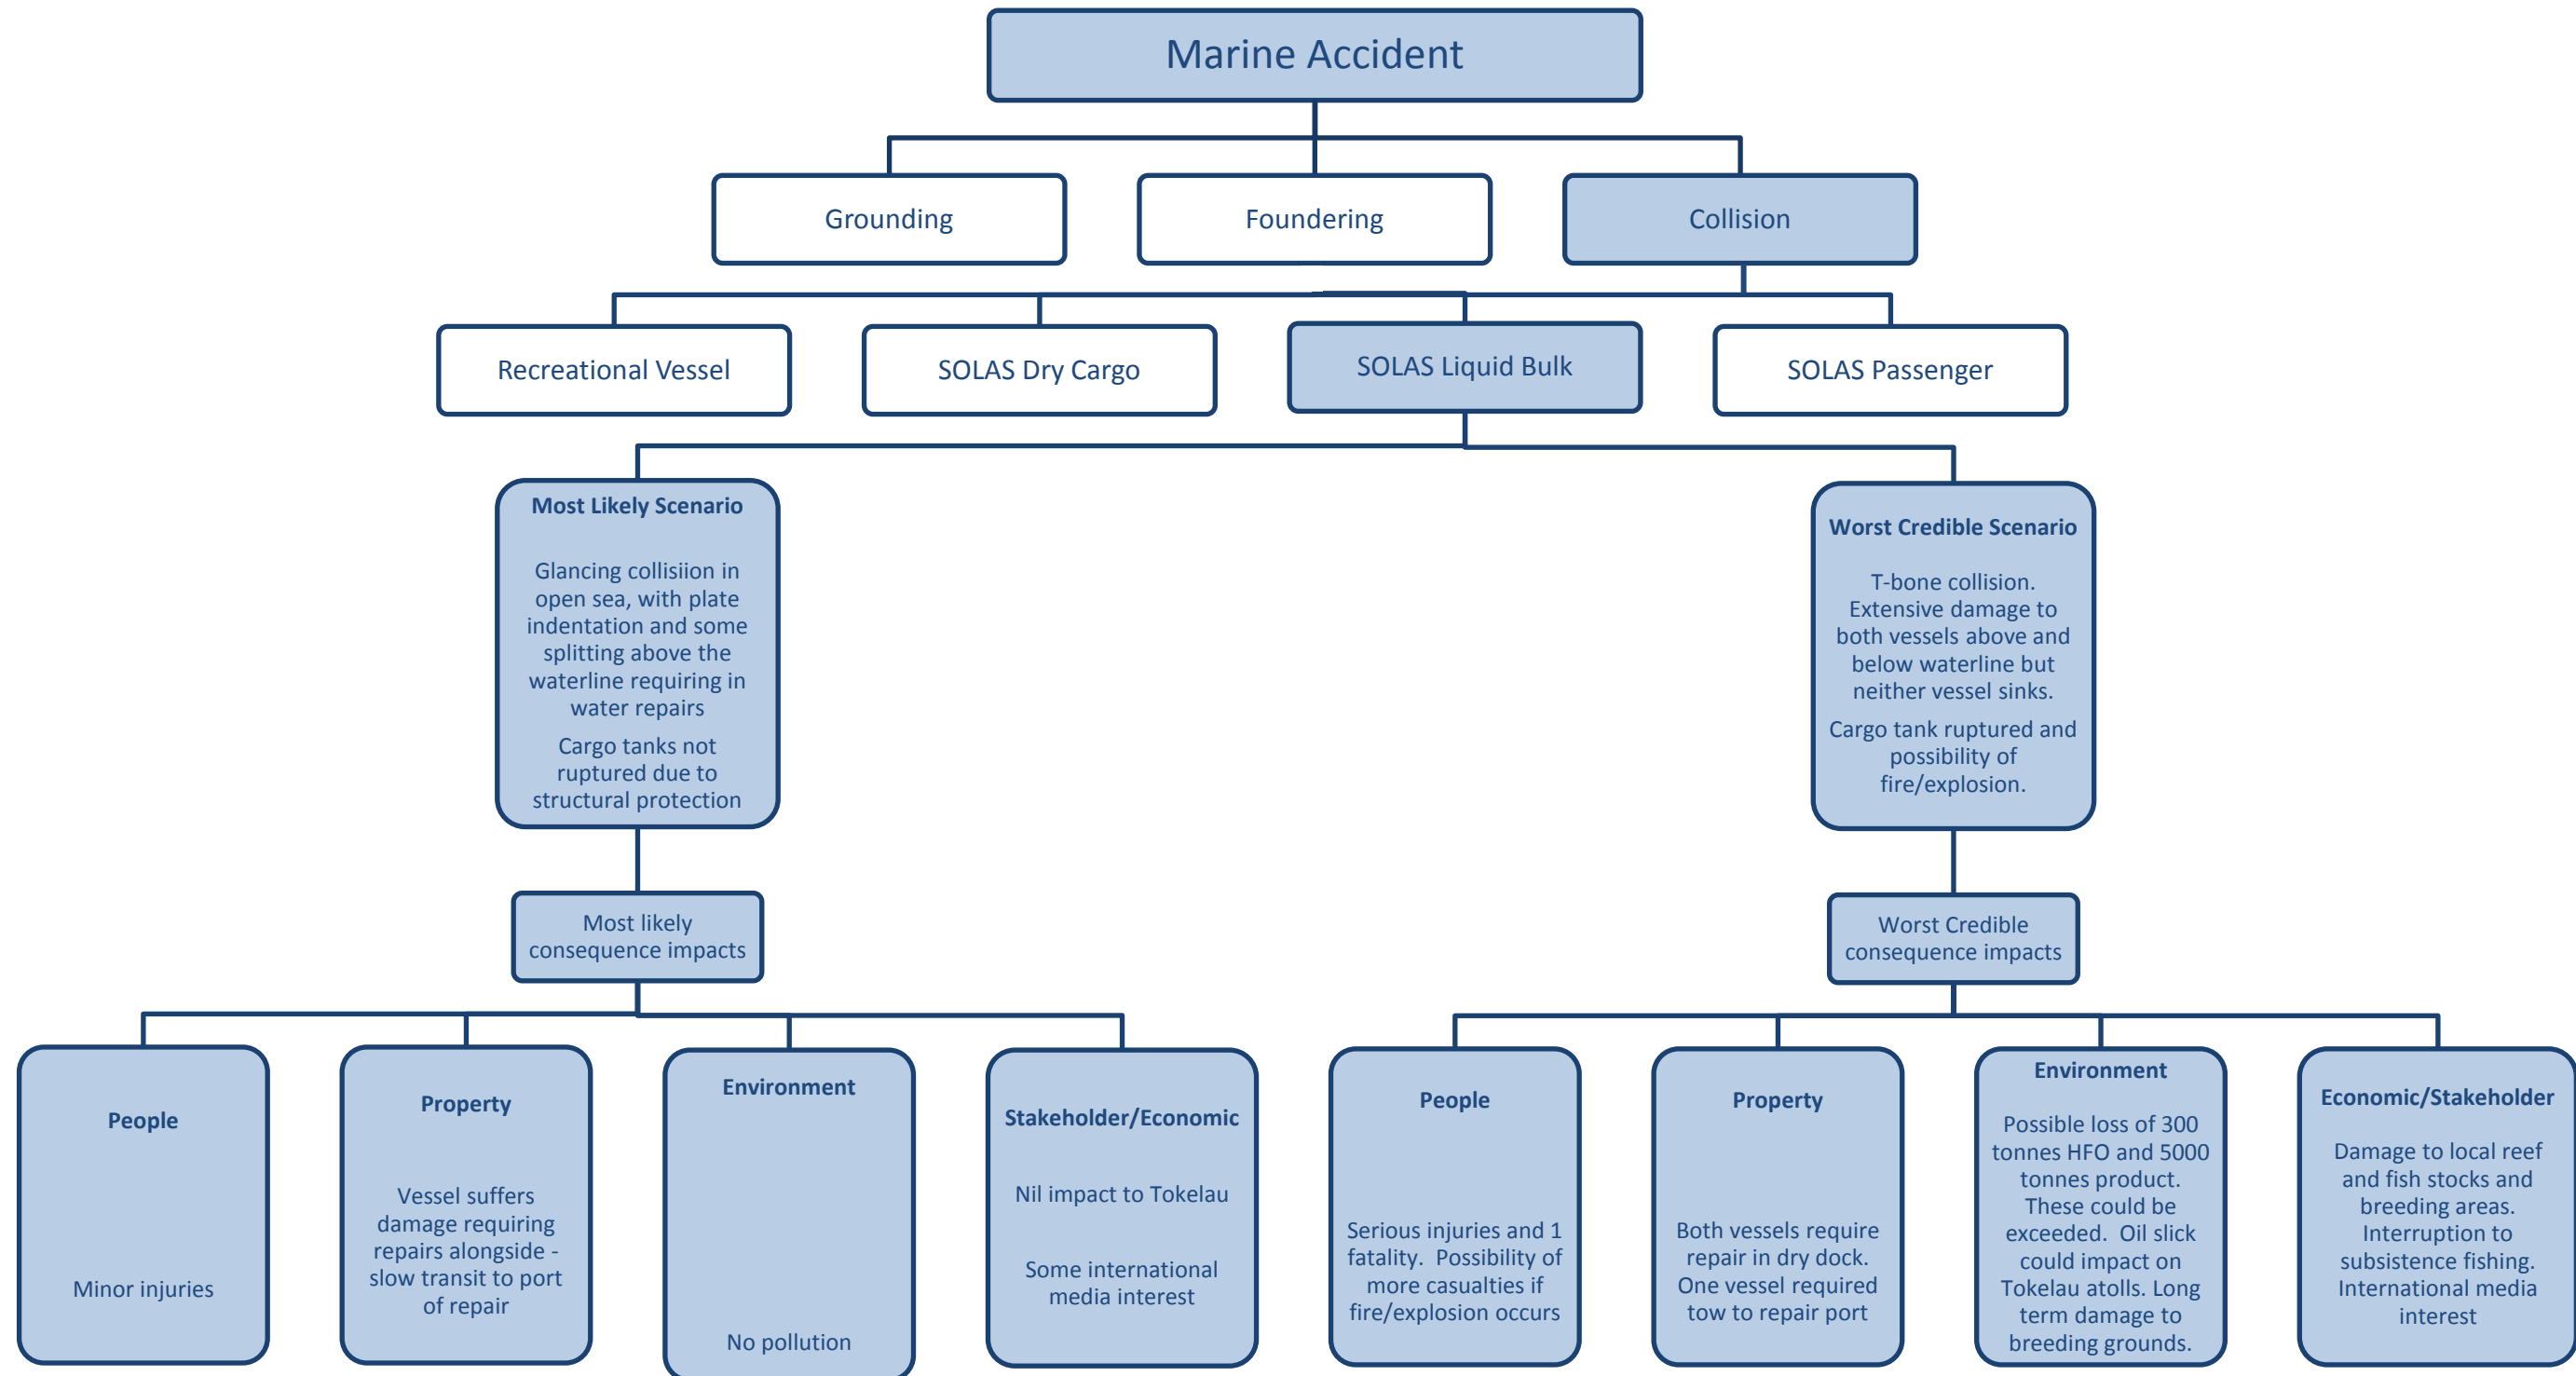 Marine Accident
Grounding
Foundering
Collision
Recreational Vessel
SOLAS Dry Cargo
SOLAS Liquid Bulk
SOLAS Passenger
Most Likely Scenario
Glancing collisiion in
open sea, with plate
indentation and some
splitting above the
waterline requiring in
water repairs
Cargo tanks not
ruptured due to
structural protection
Worst Credible Scenario
T-bone collision.
Extensive damage to
both vessels above and
below waterline but
neither vessel sinks.
Cargo tank ruptured and
possibility of
fire/explosion.
Most likely
consequence impacts
Worst Credible
consequence impacts
People
Minor injuries
Property
Vessel suffers
damage requiring
repairs alongside -
slow transit to port
of repair
Environment
No pollution
Stakeholder/Economic
Nil impact to Tokelau
Some international
media interest
People
Serious injuries and 1
fatality.  Possibility of
more casualties if
fire/explosion occurs
Property
Both vessels require
repair in dry dock.
One vessel required
tow to repair port
Environment
Possible loss of 300
tonnes HFO and 5000
tonnes product.
These could be
exceeded.  Oil slick
could impact on
Tokelau atolls. Long
term damage to
breeding grounds.
Economic/Stakeholder
Damage to local reef
and fish stocks and
breeding areas.
Interruption to
subsistence fishing.
International media
interest